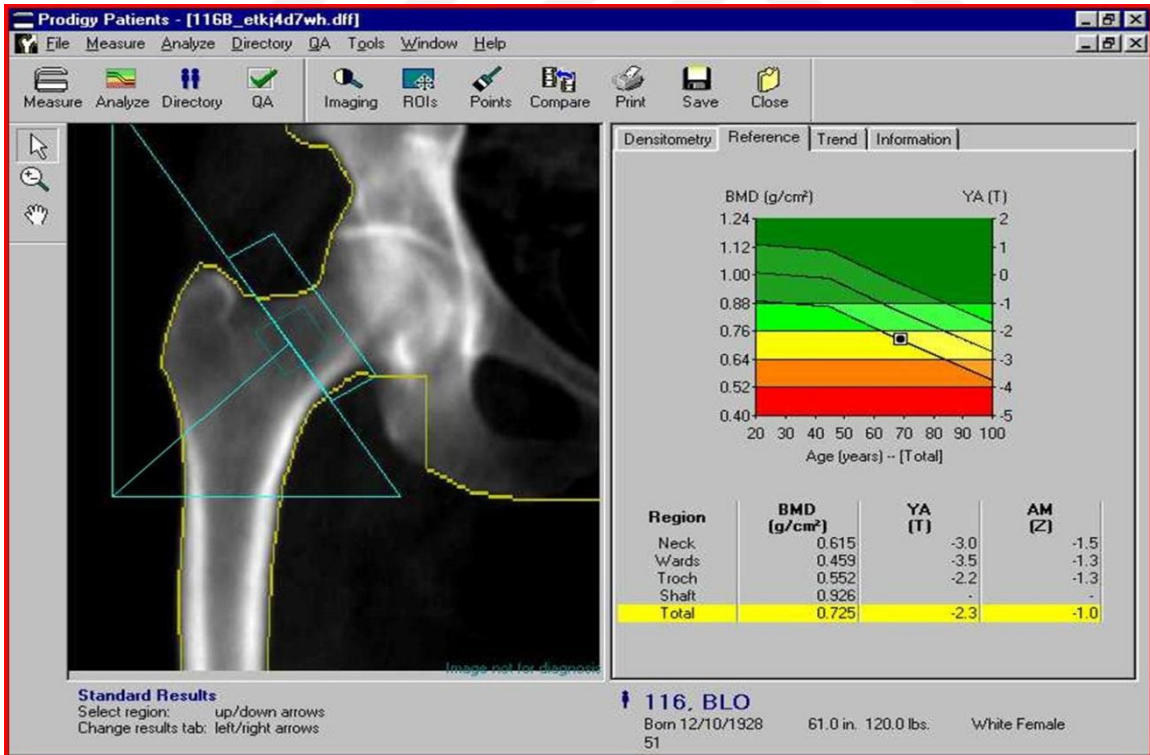 Prodigy Patients - [116B_etkj4d7wh.dff]
File Measure Analyze Directory QA Tools Window Help
Measure Analyze Directory QA Imaging ROIs Points Compare Print Save Close
Densitometry Reference Trend Information
BMD (g/cm²) YA (T)
1.24 2
1.12 1
1.00 0
0.88 -1
0.76 -2
0.64 -3
0.52 -4
0.40 -5
20 30 40 50 60 70 80 90 100
Age (years) -- [Total]
Region BMD (g/cm²) YA (T) AM (Z)
Neck 0.615 -3.0 -1.5
Wards 0.459 -3.5 -1.3
Troch 0.552 -2.2 -1.3
Shaft 0.926 - -
Total 0.725 -2.3 -1.0
Image not for diagnosis
Standard Results
Select region: up/down arrows
Change results tab: left/right arrows
116, BLO
Born 12/10/1928 61.0 in. 120.0 lbs. White Female
51